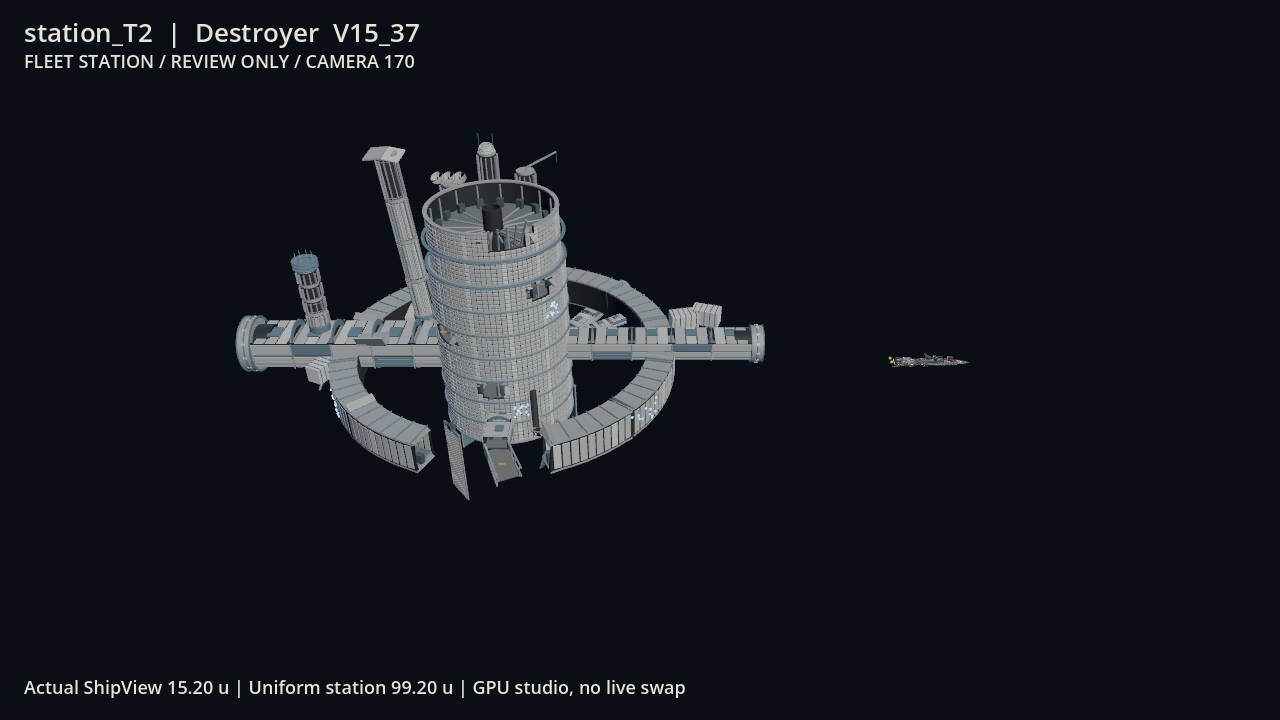 station_T2 | Destroyer V15_37
FLEET STATION / REVIEW ONLY / CAMERA 170
Actual ShipView 15.20 u | Uniform station 99.20 u | GPU studio, no live swap